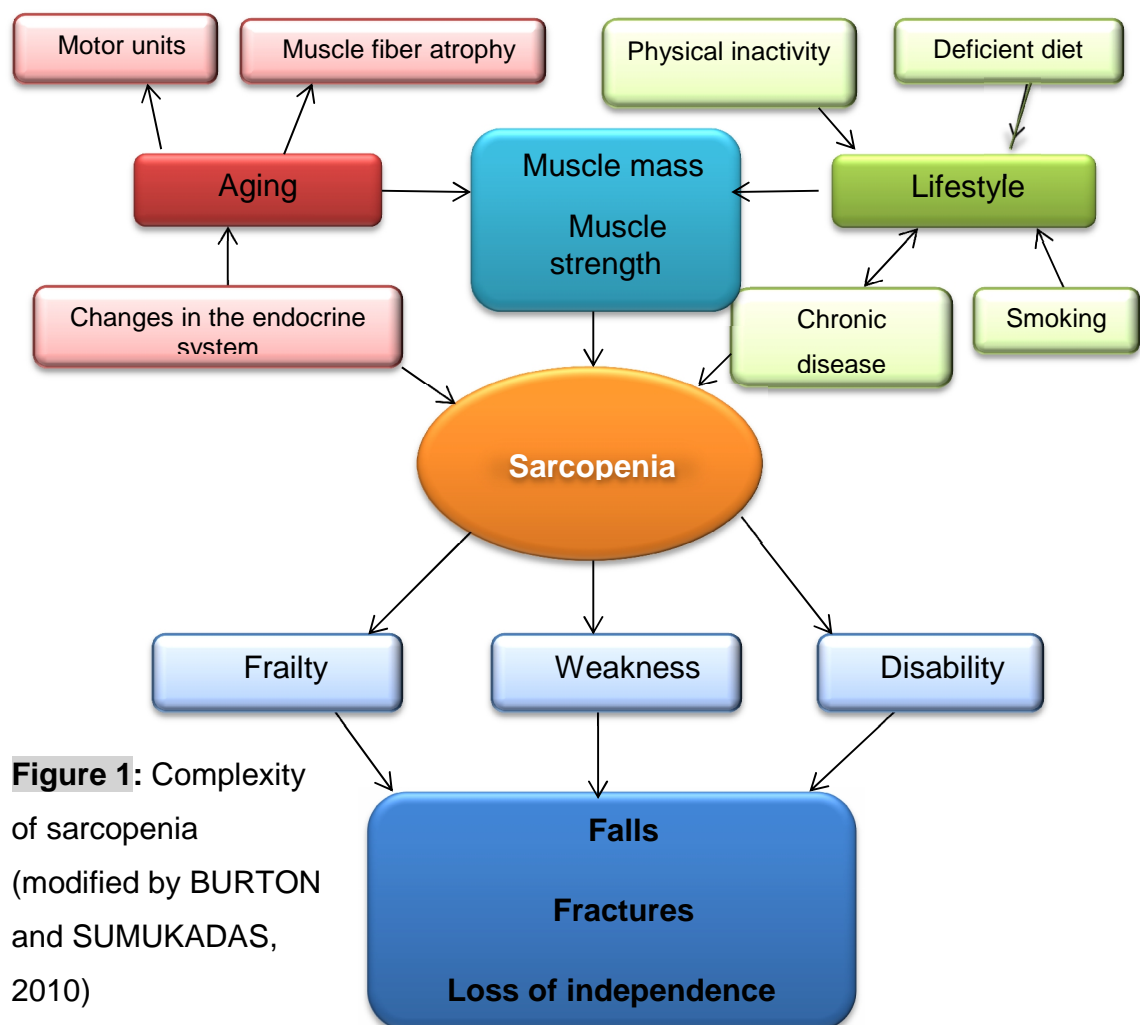 Motor units
Muscle fiber atrophy
Physical inactivity
Deficient diet
Aging
Muscle mass
Muscle
strength
Lifestyle
Changes in the endocrine
system
Chronic
disease
Smoking
Sarcopenia
Frailty
Weakness
Disability
Figure 1: Complexity
of sarcopenia
(modified by BURTON
and SUMUKADAS,
2010)
Falls
Fractures
Loss of independence